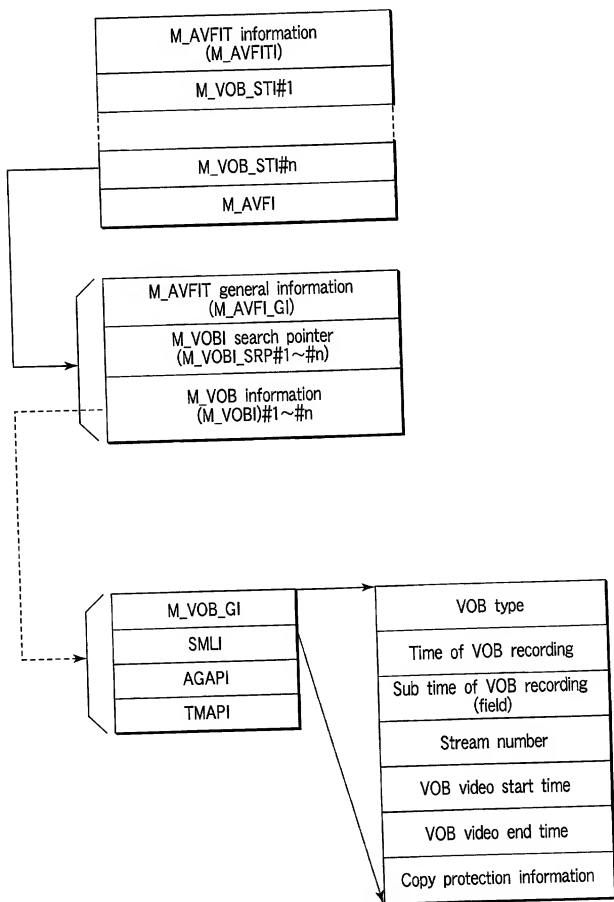 M_AVFIT information
(M_AVFITI)
M_VOB_STI#1
M_VOB_STI#n
M_AVFI
M_AVFIT general information
(M_AVFI_GI)
M_VOBI search pointer
(M_VOBI_SRP#1~#n)
M_VOB information
(M_VOBI)#1~#n
M_VOB_GI
SMLI
AGAPI
TMAPI
VOB type
Time of VOB recording
Sub time of VOB recording
(field)
Stream number
VOB video start time
VOB video end time
Copy protection information